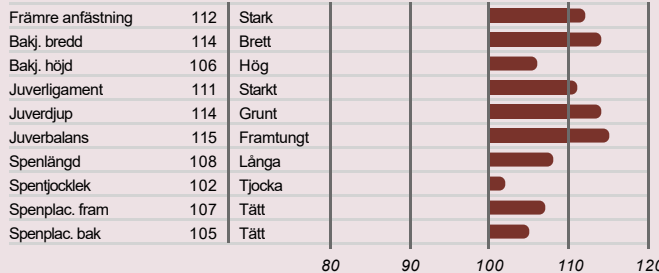 Främre anfästning 112 Stark
Bakj. bredd 114 Brett
Bakj. höjd 106 Hög
Juverligament 111 Starkt
Juverdjup 114 Grunt
Juverbalans 115 Framtungt
Spenlängd 108 Långa
Spentjocklek 102 Tjocka
Spenplac. fram 107 Tätt
Spenplac. bak 105 Tätt
80 90 100 110 120